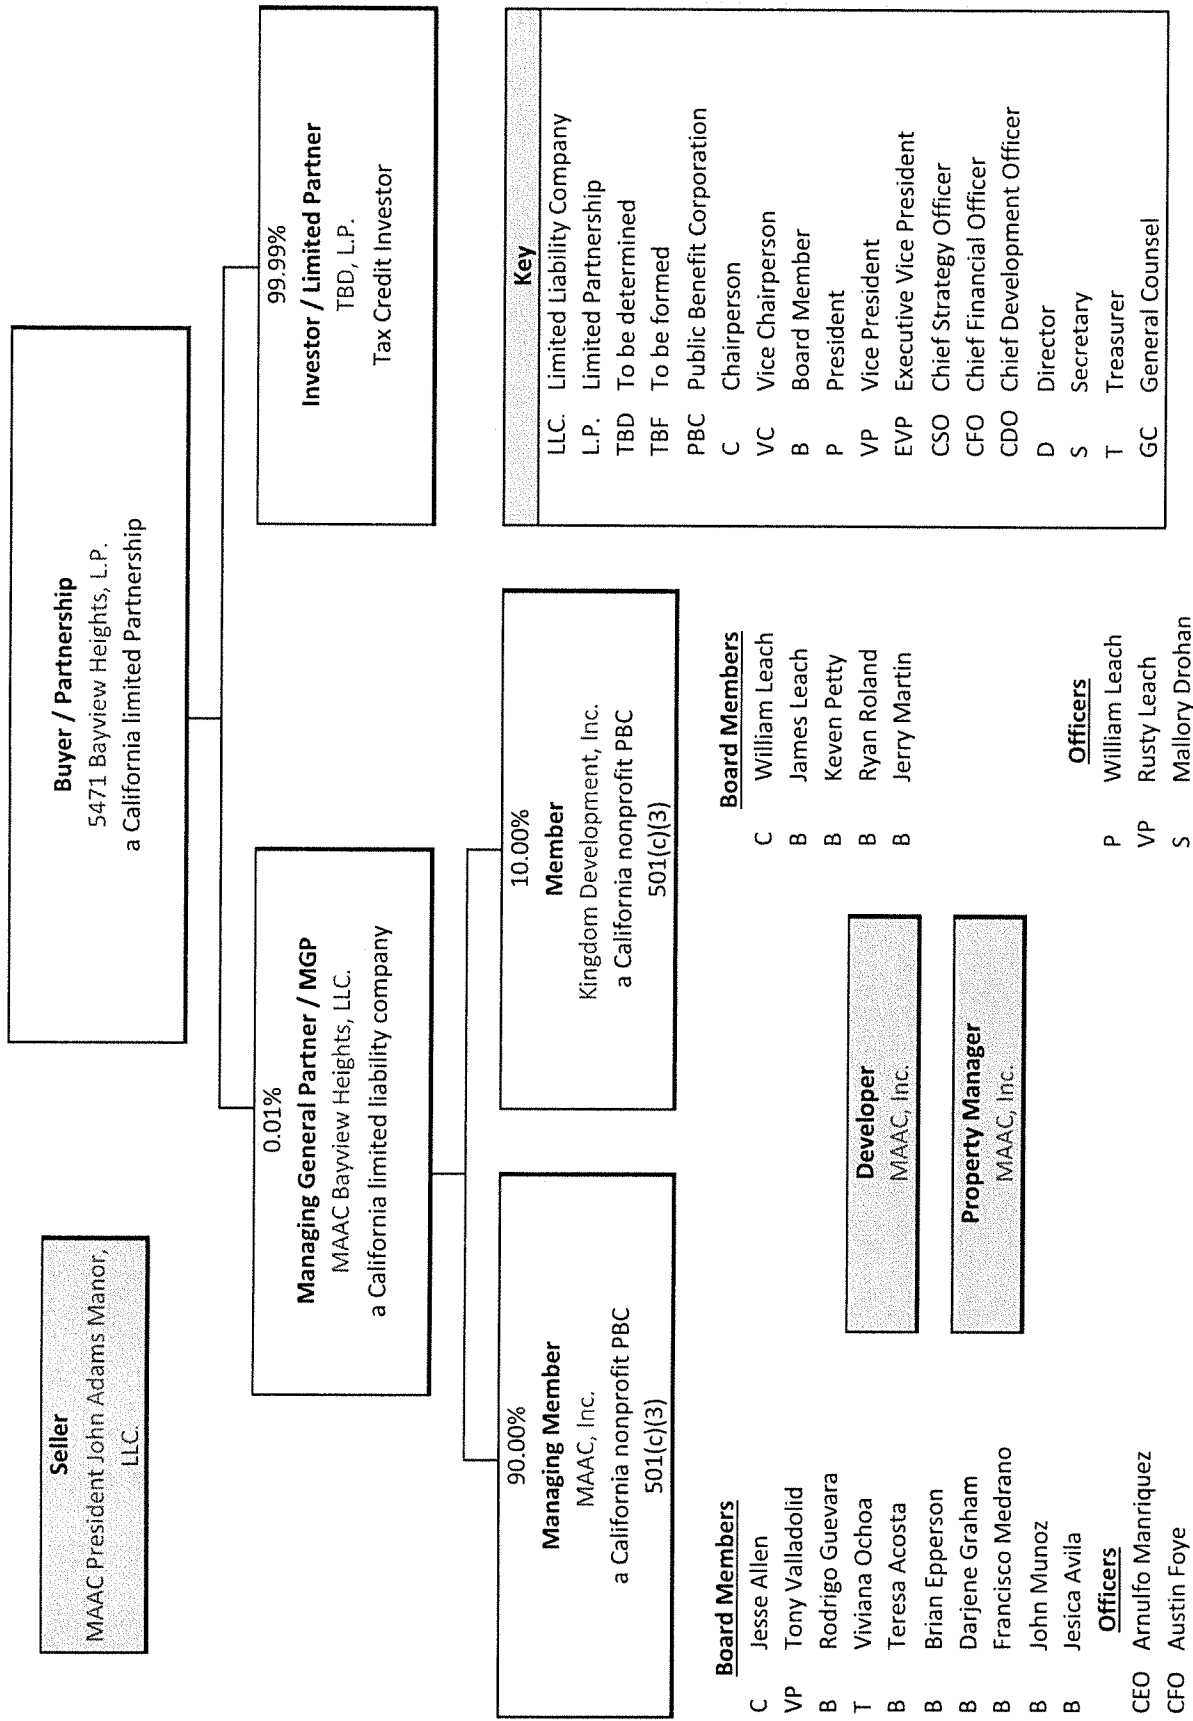 Seller
MAAC President John Adams Manor,
LLC.
Buyer / Partnership
5471 Bayview Heights, L.P.
a California limited Partnership
0.01%
Managing General Partner / MGP
MAAC Bayview Heights, LLC.
a California limited liability company
99.99%
Investor / Limited Partner
TBD, L.P.
Tax Credit Investor
90.00%
Managing Member
MAAC, Inc.
a California nonprofit PBC
501(c)(3)
10.00%
Member
Kingdom Development, Inc.
a California nonprofit PBC
501(c)(3)
Key
LLC. Limited Liability Company
L.P. Limited Partnership
TBD To be determined
TBF To be formed
PBC Public Benefit Corporation
C Chairperson
VC Vice Chairperson
B Board Member
P President
VP Vice President
EVP Executive Vice President
CSO Chief Strategy Officer
CFO Chief Financial Officer
CDO Chief Development Officer
D Director
S Secretary
T Treasurer
GC General Counsel
Board Members
C Jesse Allen
VP Tony Valladolid
B Rodrigo Guevara
T Viviana Ochoa
B Teresa Acosta
B Brian Epperson
B Darjene Graham
B Francisco Medrano
B John Munoz
B Jesica Avila
Officers
CEO Arnulfo Manriquez
CFO Austin Foye
Developer
MAAC, Inc.
Property Manager
MAAC, Inc.
Board Members
C William Leach
B James Leach
B Keven Petty
B Ryan Roland
B Jerry Martin
Officers
P William Leach
VP Rusty Leach
S Mallory Drohan